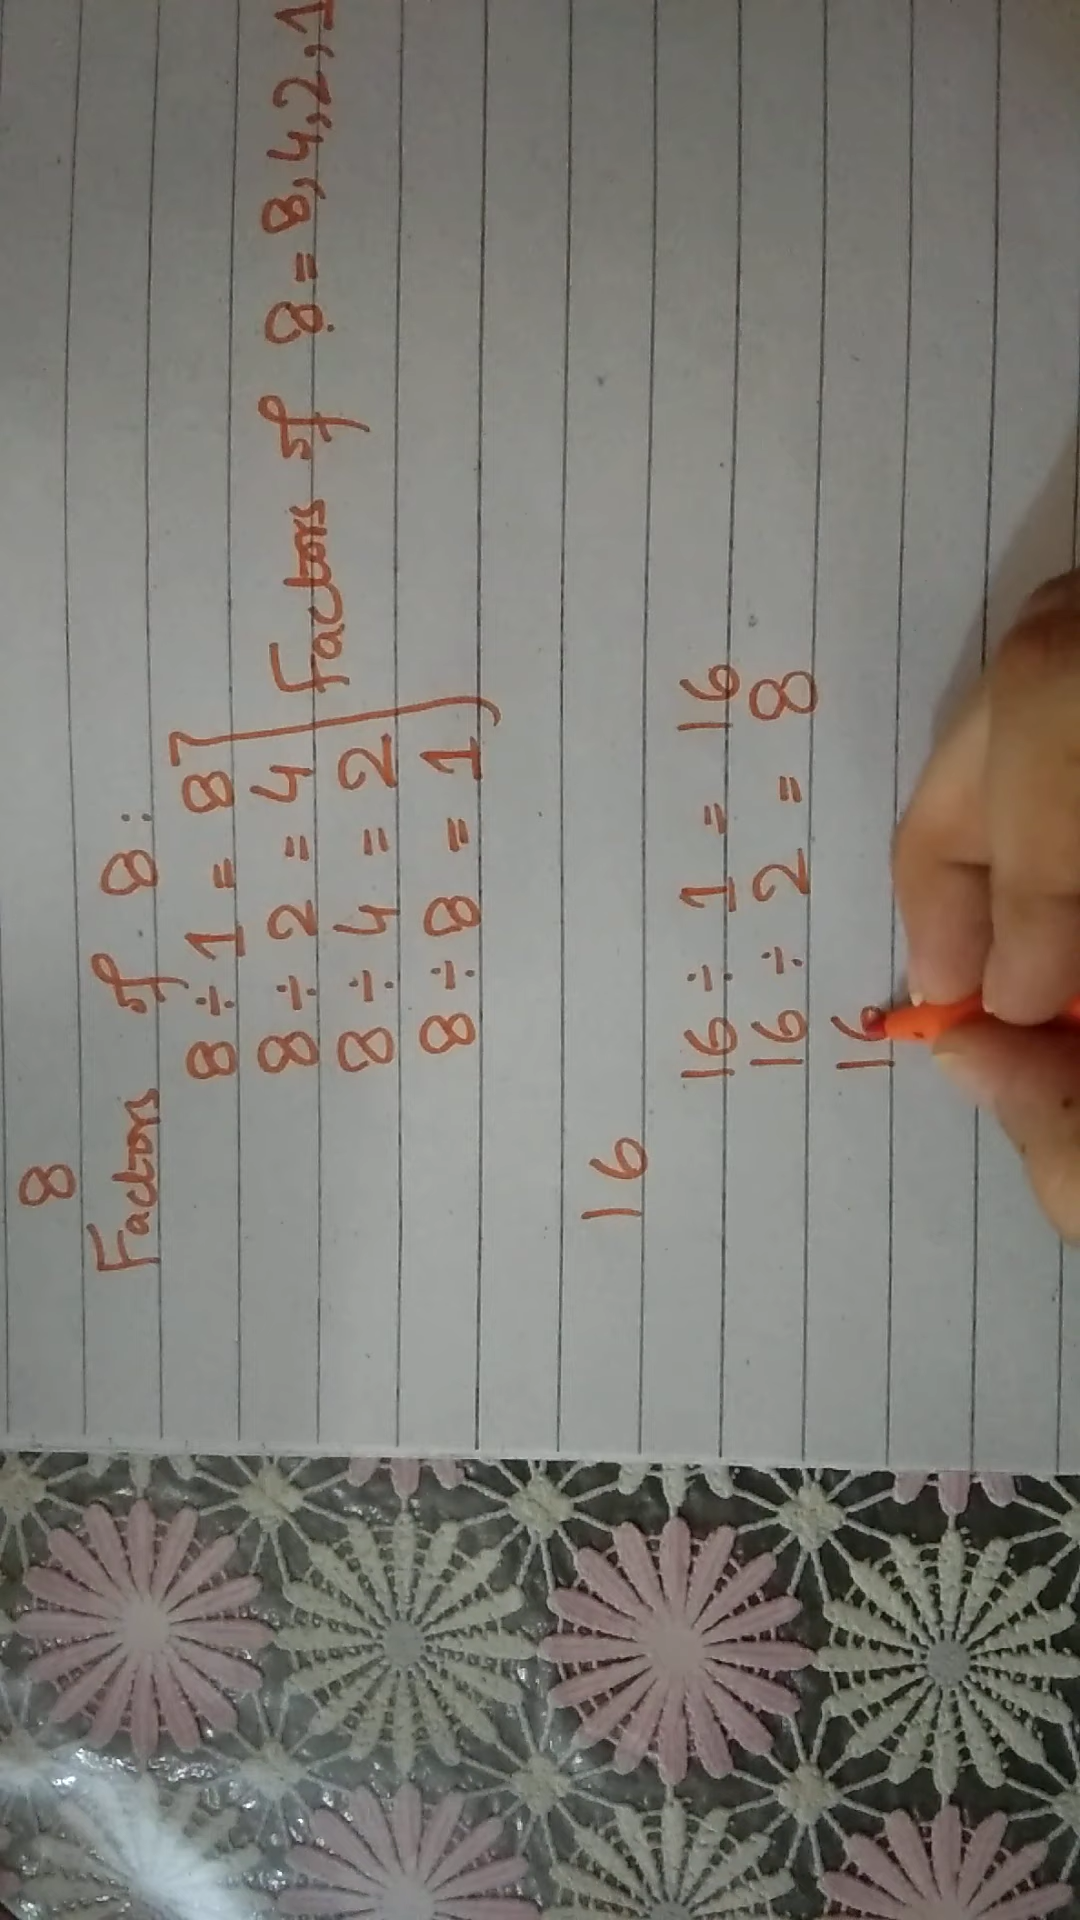 8
Factors of 8:
8 ÷ 1 = 8
8 ÷ 2 = 4
8 ÷ 4 = 2
8 ÷ 8 = 1
Factors of 8 = 8, 4, 2, 1
16
16 ÷ 1 = 16
16 ÷ 2 = 8
16